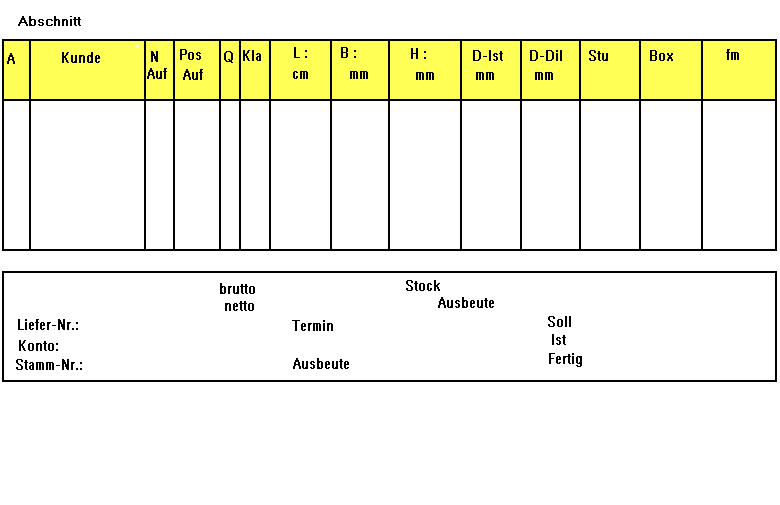 Abschnitt
A Kunde N Auf Pos Auf Q Kla L : cm B : mm H : mm D-Ist mm D-Dil mm Stu Box fm
brutto Stock
netto Ausbeute
Liefer-Nr.: Termin Soll
Konto: Ist
Stamm-Nr.: Ausbeute Fertig